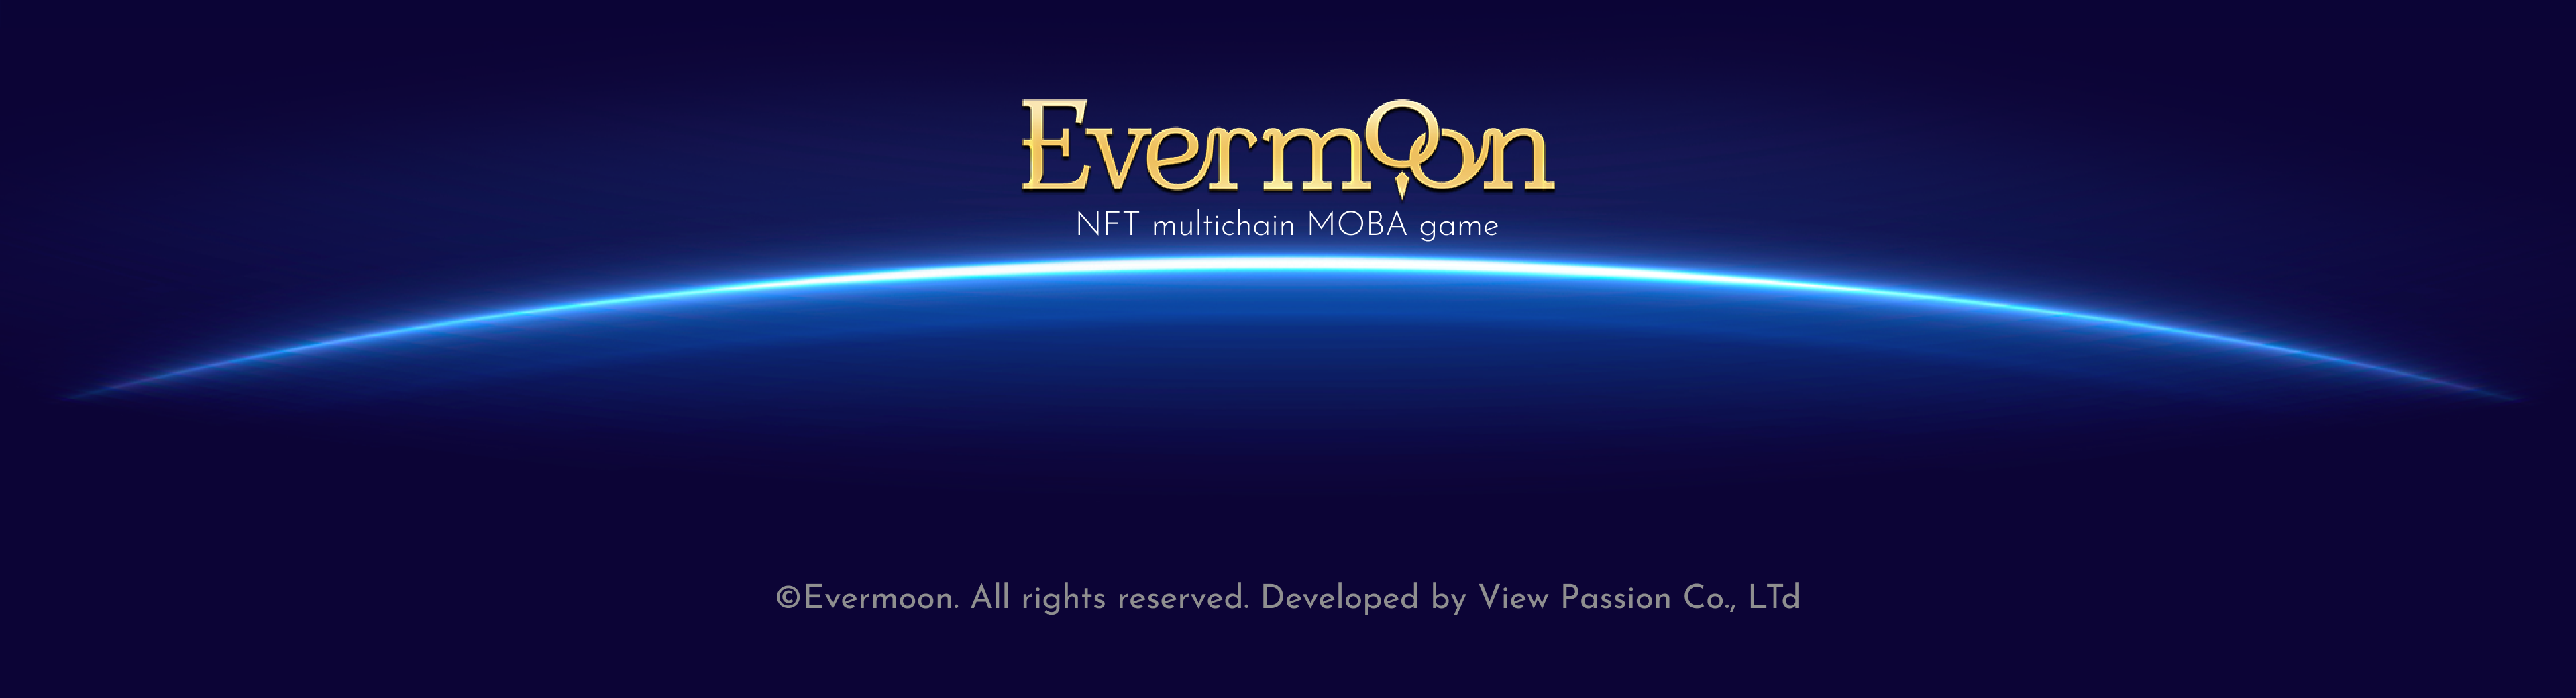 Evermoon
NFT multichain MOBA game
©Evermoon. All rights reserved. Developed by View Passion Co., LTd